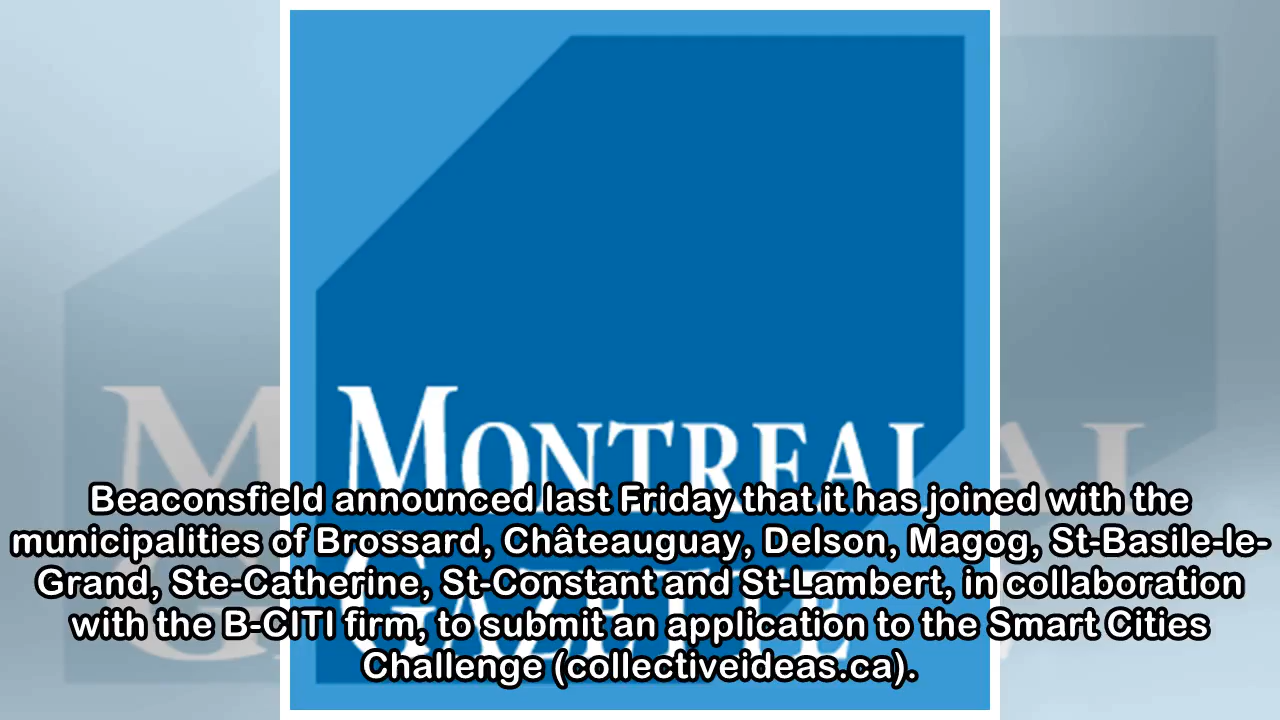 MONTREAL
GAZETTE
Beaconsfield announced last Friday that it has joined with the
municipalities of Brossard, Châteauguay, Delson, Magog, St-Basile-le-
Grand, Ste-Catherine, St-Constant and St-Lambert, in collaboration
with the B-CITI firm, to submit an application to the Smart Cities
Challenge (collectiveideas.ca).